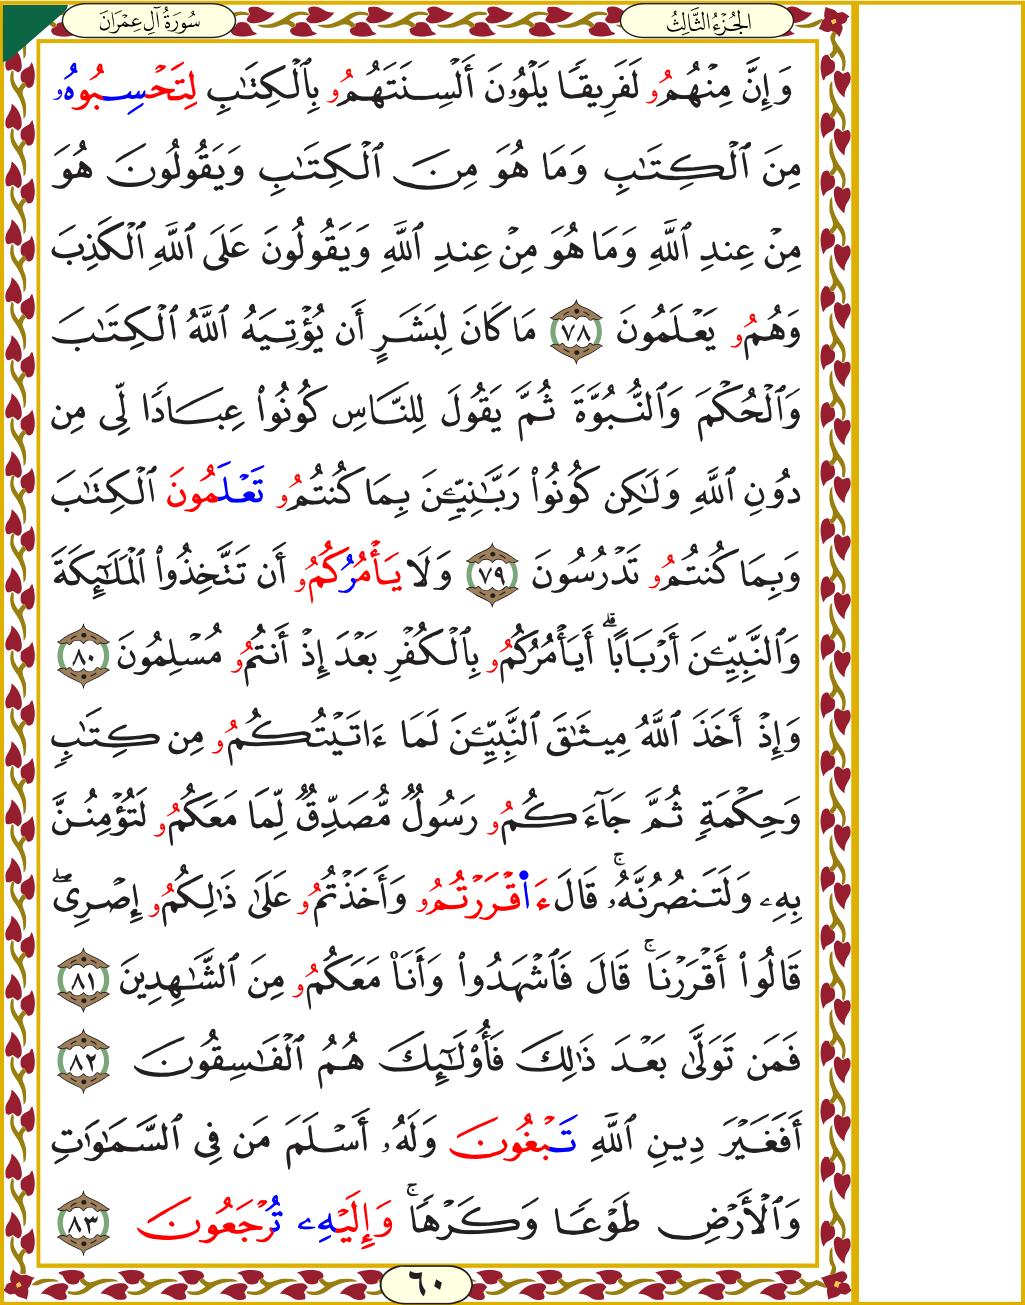 سُورَةُ آلِ عِمْرَانَ
الجُزْءُ الثَّالِثُ
وَإِنَّ مِنْهُمُۥ لَفَرِيقٗا يَلْوُۥنَ أَلْسِنَتَهُمُۥ بِٱلْكِتَٰبِ لِتَحْسِبُوهُۥ
مِنَ ٱلْكِتَٰبِ وَمَا هُوَ مِنَ ٱلْكِتَٰبِ وَيَقُولُونَ هُوَ
مِنْ عِندِ ٱللَّهِ وَمَا هُوَ مِنْ عِندِ ٱللَّهِ وَيَقُولُونَ عَلَى ٱللَّهِ ٱلْكَذِبَ
وَهُمُۥ يَعْلَمُونَ ٧٨ مَا كَانَ لِبَشَرٍ أَن يُؤْتِيَهُ ٱللَّهُ ٱلْكِتَٰبَ
وَٱلْحُكْمَ وَٱلنُّبُوَّةَ ثُمَّ يَقُولَ لِلنَّاسِ كُونُوا۟ عِبَادٗا لِّى مِن
دُونِ ٱللَّهِ وَلَٰكِن كُونُوا۟ رَبَّٰنِيِّۦنَ بِمَا كُنتُمُۥ تَعْلَمُونَ ٱلْكِتَٰبَ
وَبِمَا كُنتُمُۥ تَدْرُسُونَ ٧٩ وَلَا يَأْمُرُكُمُۥ أَن تَتَّخِذُوا۟ ٱلْمَلَٰٓئِكَةَ
وَٱلنَّبِيِّۦنَ أَرْبَابًاۗ أَيَأْمُرُكُمُۥ بِٱلْكُفْرِ بَعْدَ إِذْ أَنتُمُۥ مُسْلِمُونَ ٨٠
وَإِذْ أَخَذَ ٱللَّهُ مِيثَٰقَ ٱلنَّبِيِّۦنَ لَمَا ءَاتَيْتُكُمُۥ مِن كِتَٰبٖ
وَحِكْمَةٖ ثُمَّ جَآءَكُمُۥ رَسُولٞ مُّصَدِّقٞ لِّمَا مَعَكُمُۥ لَتُؤْمِنُنَّ
بِهِۦ وَلَتَنصُرُنَّهُۥۚ قَالَ ءَا۬قْرَرْتُمُۥ وَأَخَذْتُمُۥ عَلَىٰ ذَٰلِكُمُۥ إِصْرِىۖ
قَالُوا۟ أَقْرَرْنَاۚ قَالَ فَٱشْهَدُوا۟ وَأَنَا۠ مَعَكُمُۥ مِنَ ٱلشَّٰهِدِينَ ٨١
فَمَن تَوَلَّىٰ بَعْدَ ذَٰلِكَ فَأُو۟لَٰٓئِكَ هُمُ ٱلْفَٰسِقُونَ ٨٢
أَفَغَيْرَ دِينِ ٱللَّهِ تَبْغُونَ وَلَهُۥ أَسْلَمَ مَن فِى ٱلسَّمَٰوَٰتِ
وَٱلْأَرْضِ طَوْعٗا وَكَرْهٗاۚ وَإِلَيْهِۦ تُرْجَعُونَ ٨٣
٦٠